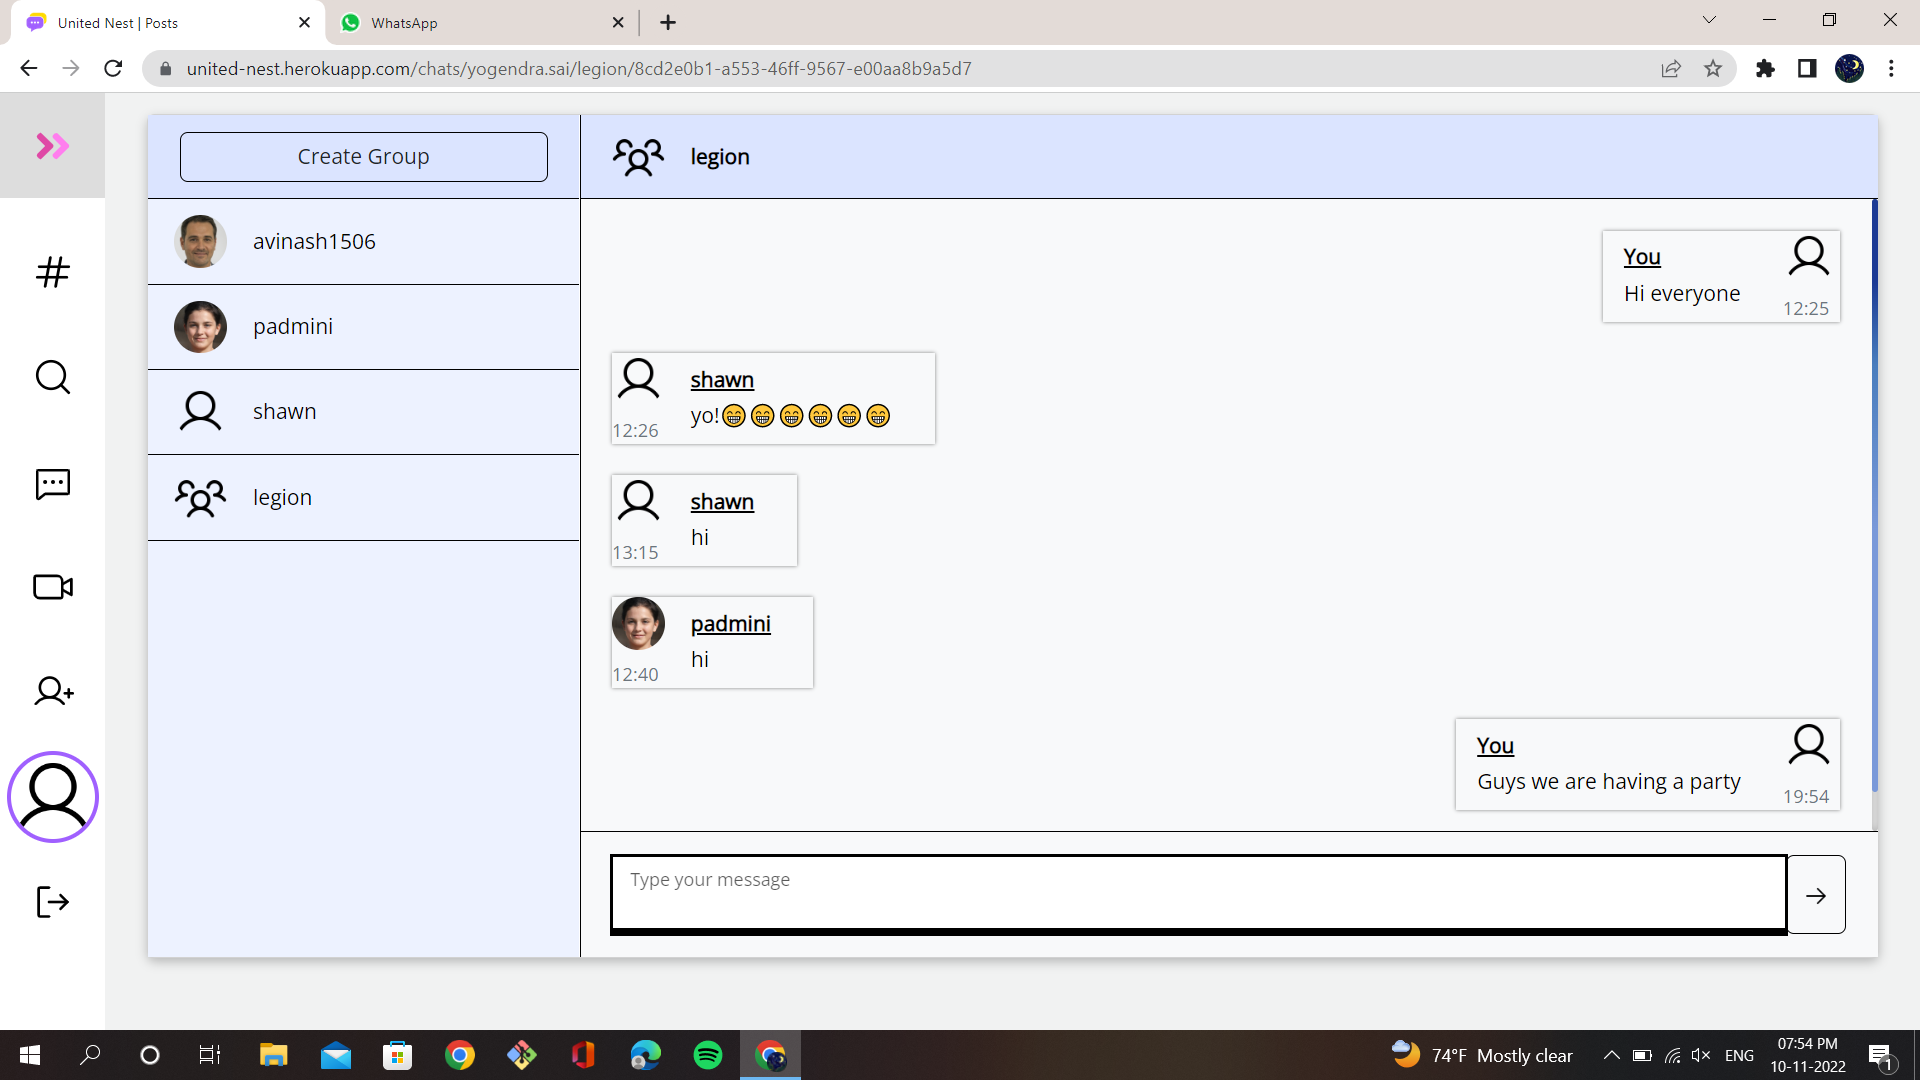 United Nest | Posts
WhatsApp
united-nest.herokuapp.com/chats/yogendra.sai/legion/8cd2e0b1-a553-46ff-9567-e00aa8b9a5d7
Create Group
avinash1506
padmini
shawn
legion
legion
You
Hi everyone
12:25
shawn
yo!😁😁😁😁😁😁
12:26
shawn
hi
13:15
padmini
hi
12:40
You
Guys we are having a party
19:54
Type your message
74°F Mostly clear
ENG
07:54 PM
10-11-2022
1